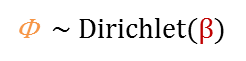 Φ ~ Dirichlet(β)